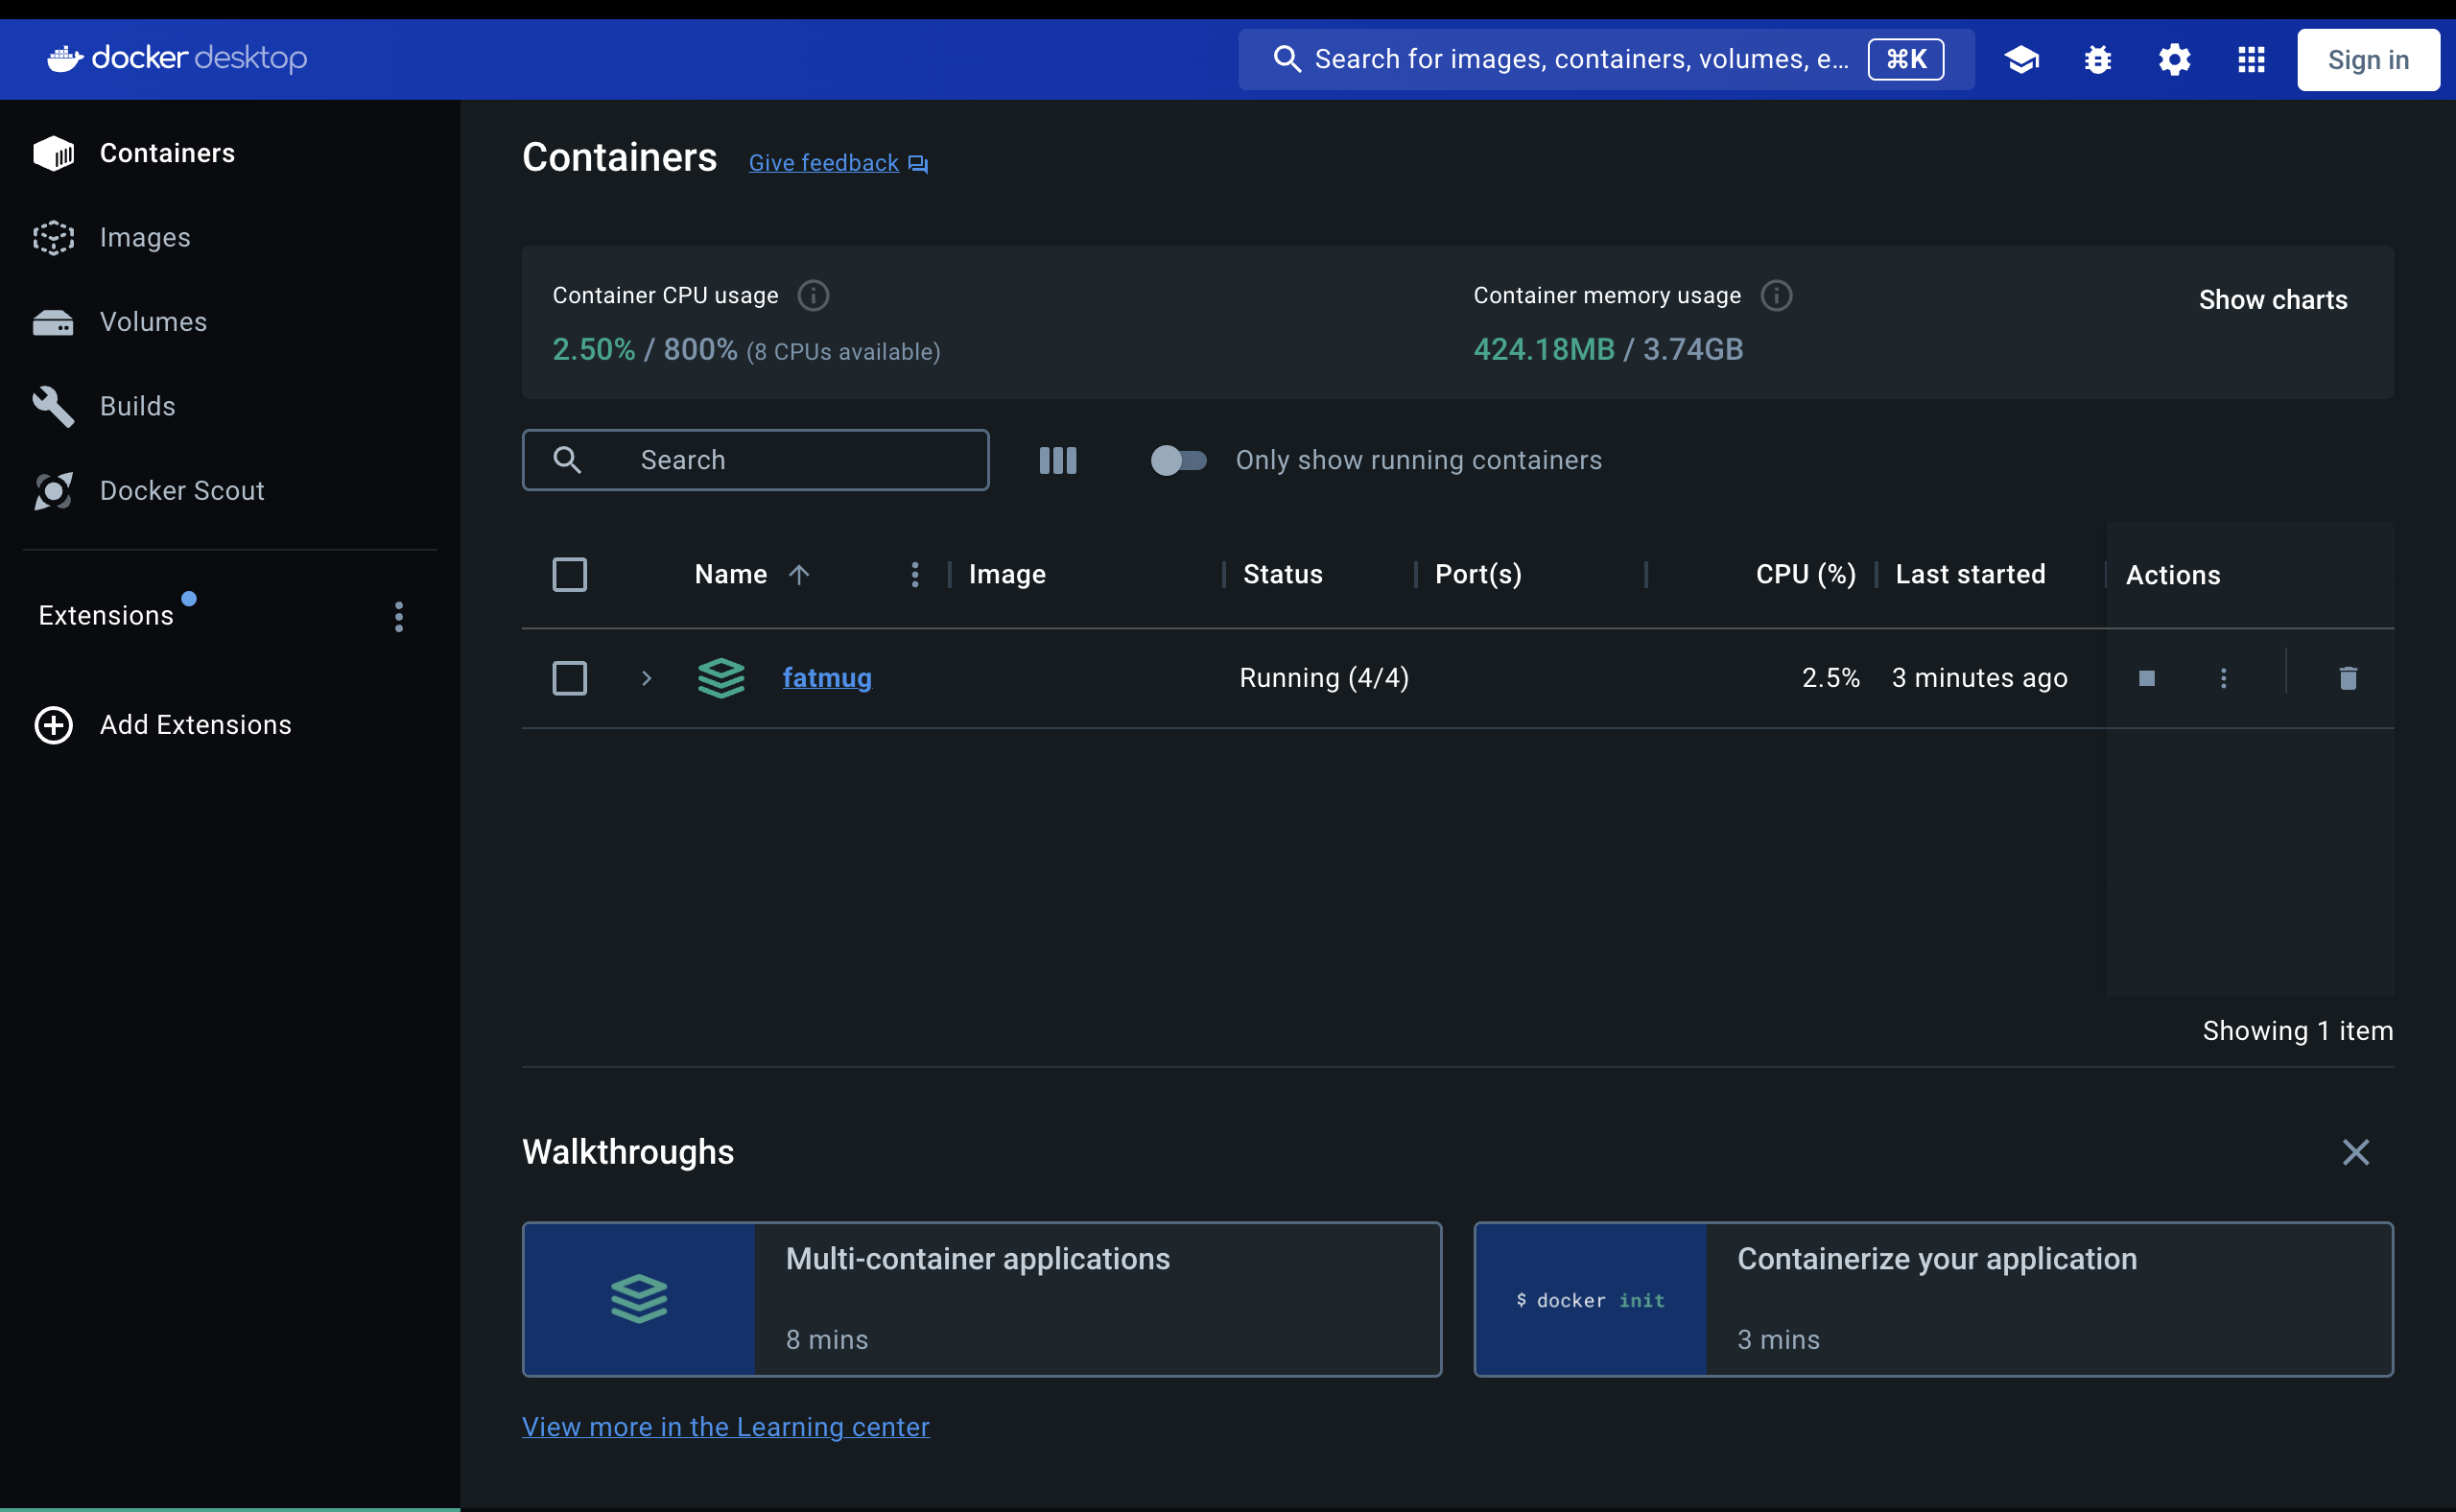 docker desktop
Search for images, containers, volumes, e... ⌘K
Sign in
Containers
Images
Volumes
Builds
Docker Scout
Extensions
Add Extensions
Containers Give feedback
Container CPU usage
2.50% / 800% (8 CPUs available)
Container memory usage
424.18MB / 3.74GB
Show charts
Search
Only show running containers
Name Image Status Port(s) CPU (%) Last started Actions
fatmug Running (4/4) 2.5% 3 minutes ago
Showing 1 item
Walkthroughs
Multi-container applications
8 mins
$ docker init
Containerize your application
3 mins
View more in the Learning center